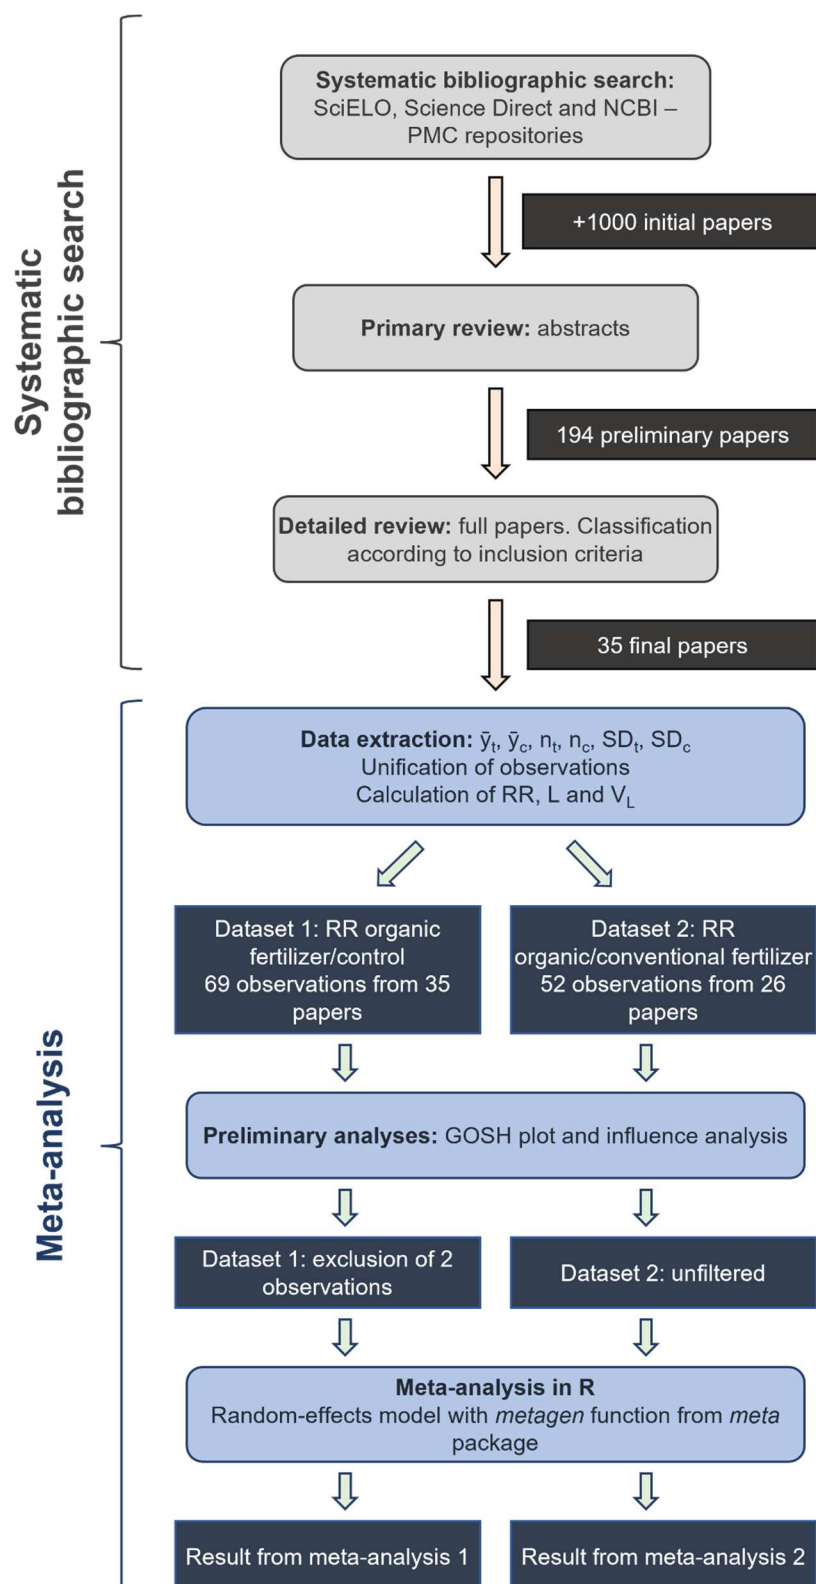 Systematic
bibliographic search
Systematic bibliographic search:
SciELO, Science Direct and NCBI –
PMC repositories
+1000 initial papers
Primary review: abstracts
194 preliminary papers
Detailed review: full papers. Classification
according to inclusion criteria
35 final papers
Meta-analysis
Data extraction: ȳₜ, ȳ_c, nₜ, n_c, SDₜ, SD_c
Unification of observations
Calculation of RR, L and V_L
Dataset 1: RR organic
fertilizer/control
69 observations from 35
papers
Dataset 2: RR
organic/conventional fertilizer
52 observations from 26
papers
Preliminary analyses: GOSH plot and influence analysis
Dataset 1: exclusion of 2
observations
Dataset 2: unfiltered
Meta-analysis in R
Random-effects model with metagen function from meta
package
Result from meta-analysis 1
Result from meta-analysis 2